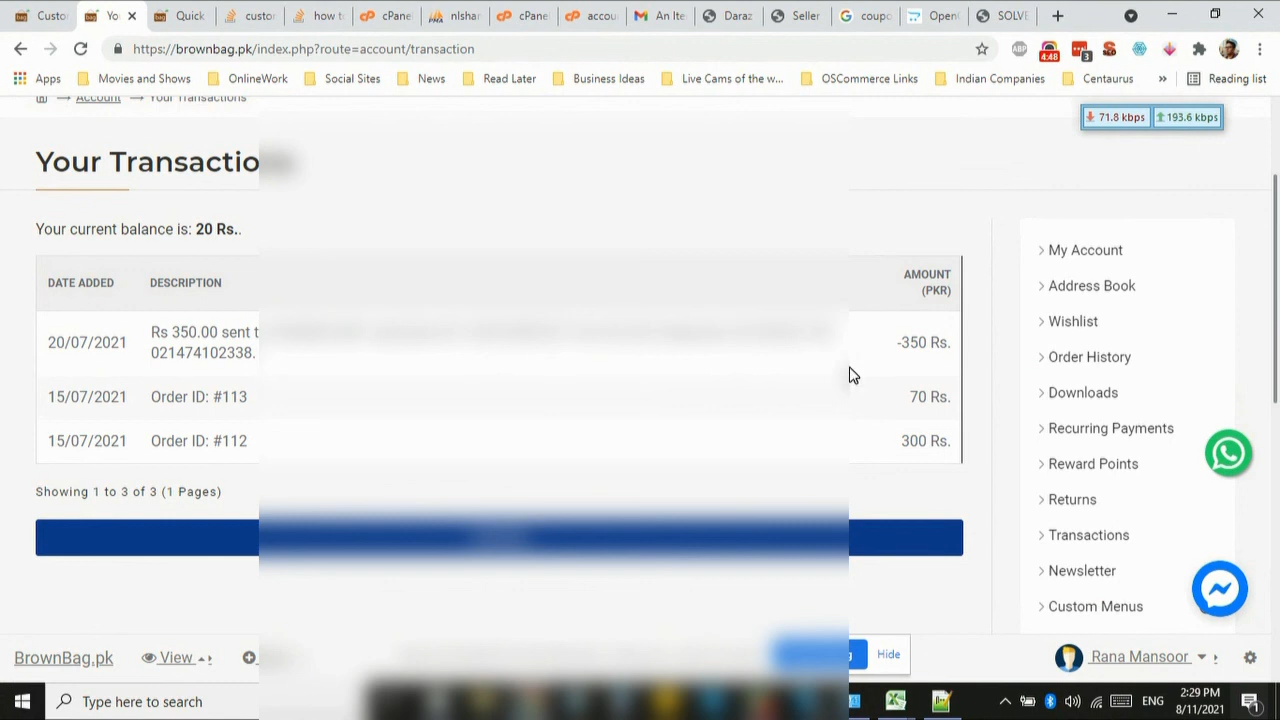 Custor
Yo
Quick
custor
how to
cPane
nlshar
cPane
accou
An Ite
Daraz
Seller
coupo
Open
SOLVE
https://brownbag.pk/index.php?route=account/transaction
4:48
3
Apps
Movies and Shows
OnlineWork
Social Sites
News
Read Later
Business Ideas
Live Cams of the w...
OSCommerce Links
Indian Companies
Centaurus
»
Reading list
Account
Your Transactions
71.8 kbps
193.6 kbps
Your Transactio
Your current balance is: 20 Rs..
DATE ADDED DESCRIPTION AMOUNT
(PKR)
20/07/2021 Rs 350.00 sent t
021474102338. -350 Rs.
15/07/2021 Order ID: #113 70 Rs.
15/07/2021 Order ID: #112 300 Rs.
Showing 1 to 3 of 3 (1 Pages)
My Account
Address Book
Wishlist
Order History
Downloads
Recurring Payments
Reward Points
Returns
Transactions
Newsletter
Custom Menus
BrownBag.pk
View
g
Hide
Rana Mansoor
Type here to search
ENG
2:29 PM
8/11/2021
1